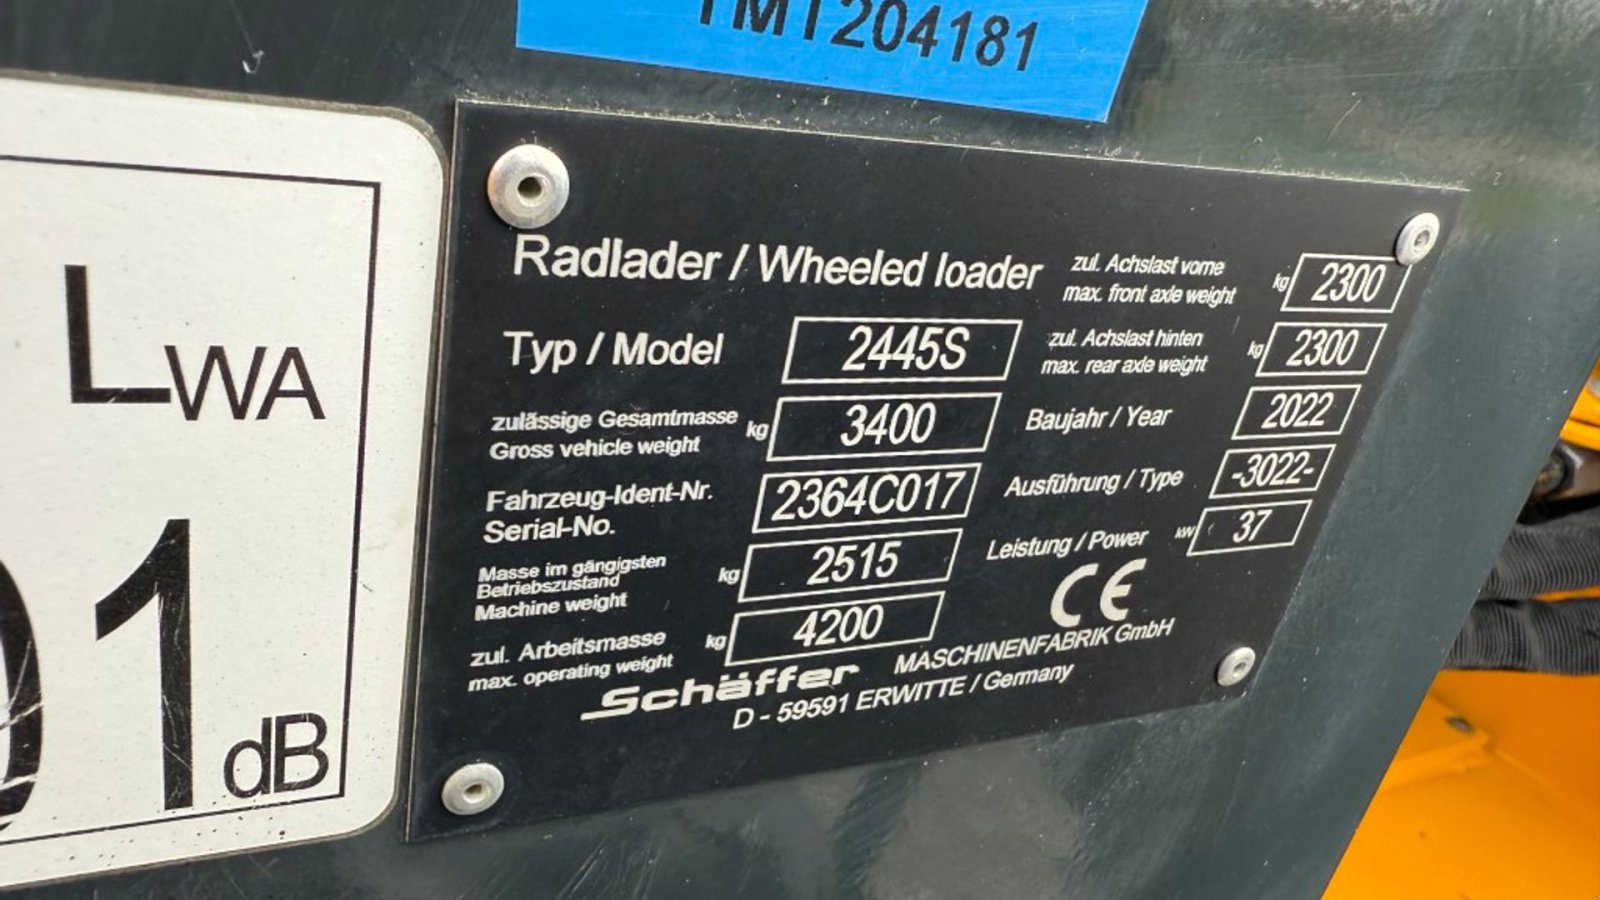 TMT204181
LWA
01
dB
Radlader / Wheeled loader
Typ / Model 2445S
zulässige Gesamtmasse
Gross vehicle weight kg 3400
Fahrzeug-Ident-Nr.
Serial-No. 2364C017
Masse im gängigsten
Betriebszustand
Machine weight kg 2515
zul. Arbeitsmasse
max. operating weight kg 4200
zul. Achslast vorne
max. front axle weight kg 2300
zul. Achslast hinten
max. rear axle weight kg 2300
Baujahr / Year 2022
Ausführung / Type -3022-
Leistung / Power kW 37
CE
Schäffer MASCHINENFABRIK GmbH
D - 59591 ERWITTE / Germany